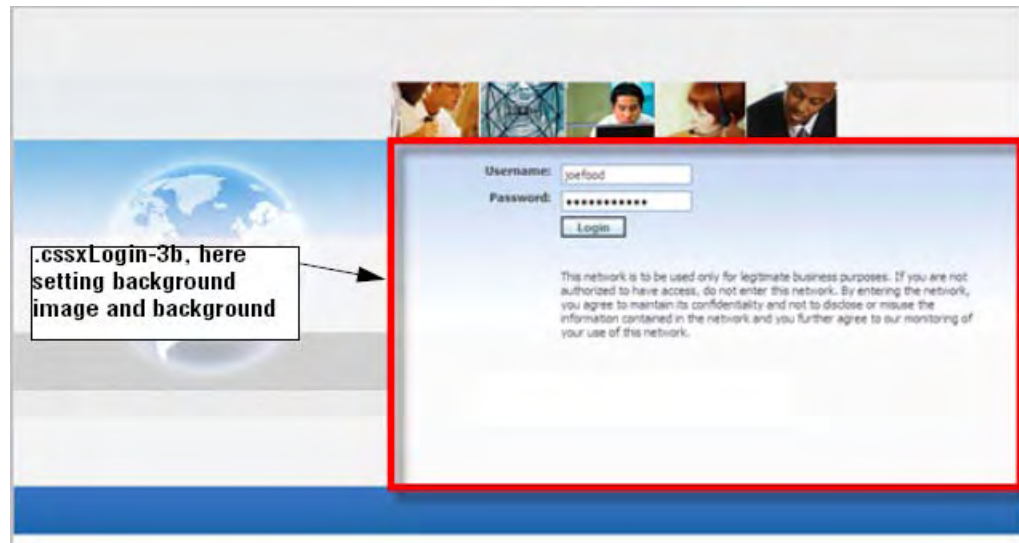 Username:
joefood
Password:
•••••••••••
Login
.cssxLogin-3b, here
setting background
image and background
This network is to be used only for legitimate business purposes. If you are not
authorized to have access, do not enter this network. By entering the network,
you agree to maintain its confidentiality and not to disclose or misuse the
information contained in the network and you further agree to our monitoring of
your use of this network.